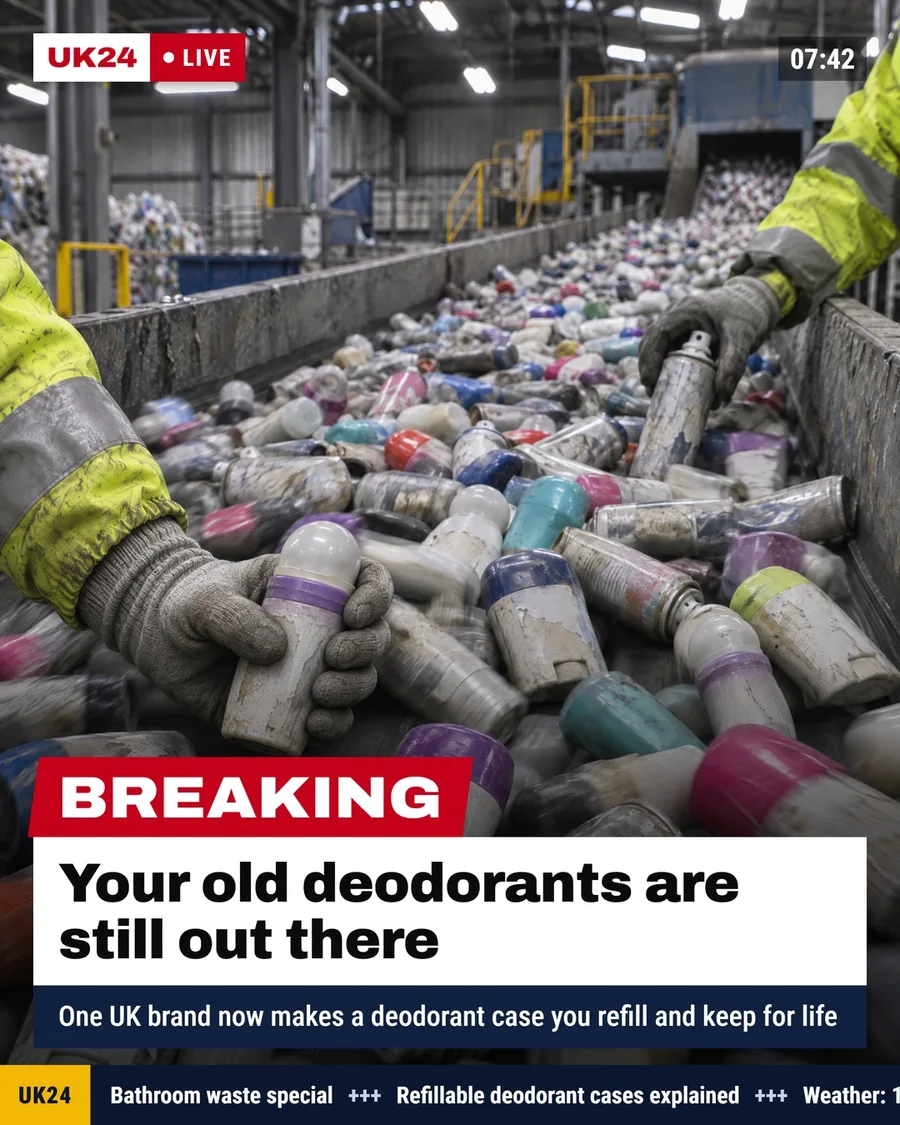 UK24 • LIVE
07:42
BREAKING
Your old deodorants are
still out there
One UK brand now makes a deodorant case you refill and keep for life
UK24 Bathroom waste special +++ Refillable deodorant cases explained +++ Weather: 1